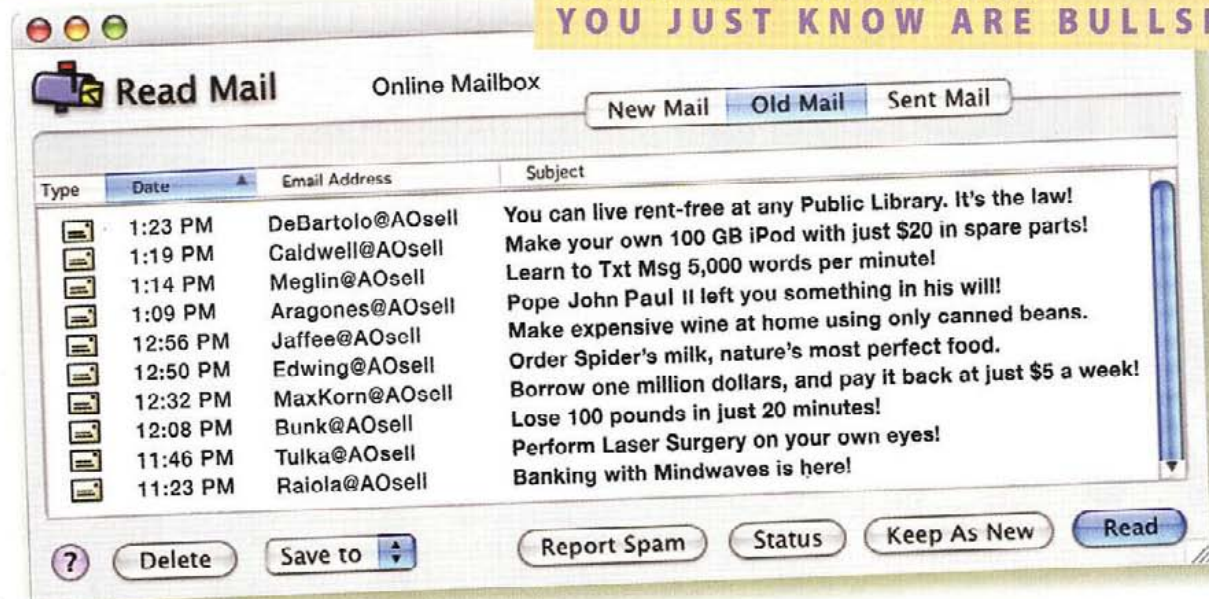 YOU JUST KNOW ARE BULLS
Read Mail
Online Mailbox
New Mail Old Mail Sent Mail
Type Date Email Address Subject
1:23 PM DeBartolo@AOsell You can live rent-free at any Public Library. It's the law!
1:19 PM Caldwell@AOsell Make your own 100 GB iPod with just $20 in spare parts!
1:14 PM Meglin@AOsell Learn to Txt Msg 5,000 words per minute!
1:09 PM Aragones@AOsell Pope John Paul II left you something in his will!
12:56 PM Jaffee@AOsell Make expensive wine at home using only canned beans.
12:50 PM Edwing@AOsell Order Spider's milk, nature's most perfect food.
12:32 PM MaxKorn@AOsell Borrow one million dollars, and pay it back at just $5 a week!
12:08 PM Bunk@AOsell Lose 100 pounds in just 20 minutes!
11:46 PM Tulka@AOsell Perform Laser Surgery on your own eyes!
11:23 PM Raiola@AOsell Banking with Mindwaves is here!
? Delete Save to Report Spam Status Keep As New Read